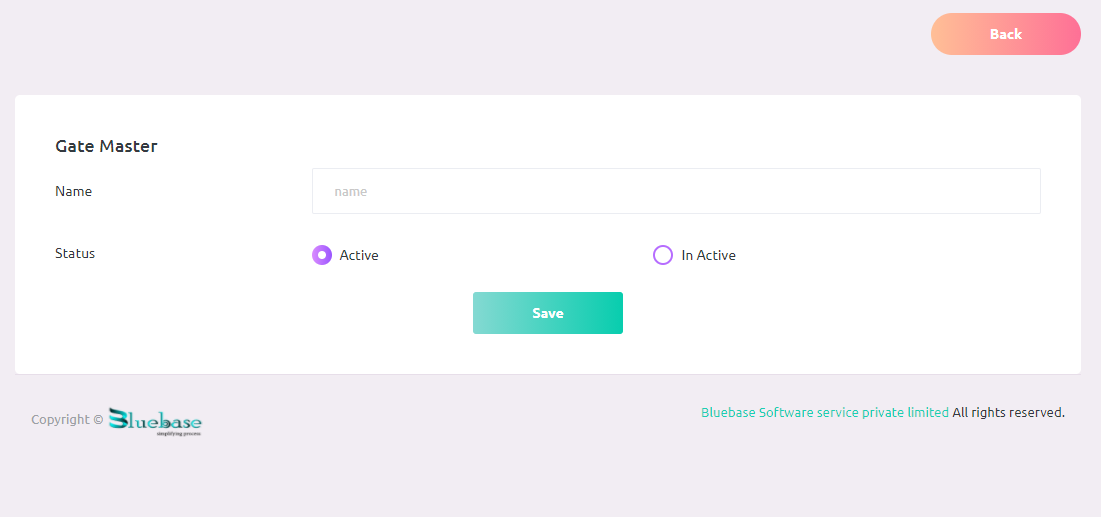 Back
Gate Master
Name
name
Status
Active
In Active
Save
Copyright © Bluebase
simplifying process
Bluebase Software service private limited All rights reserved.